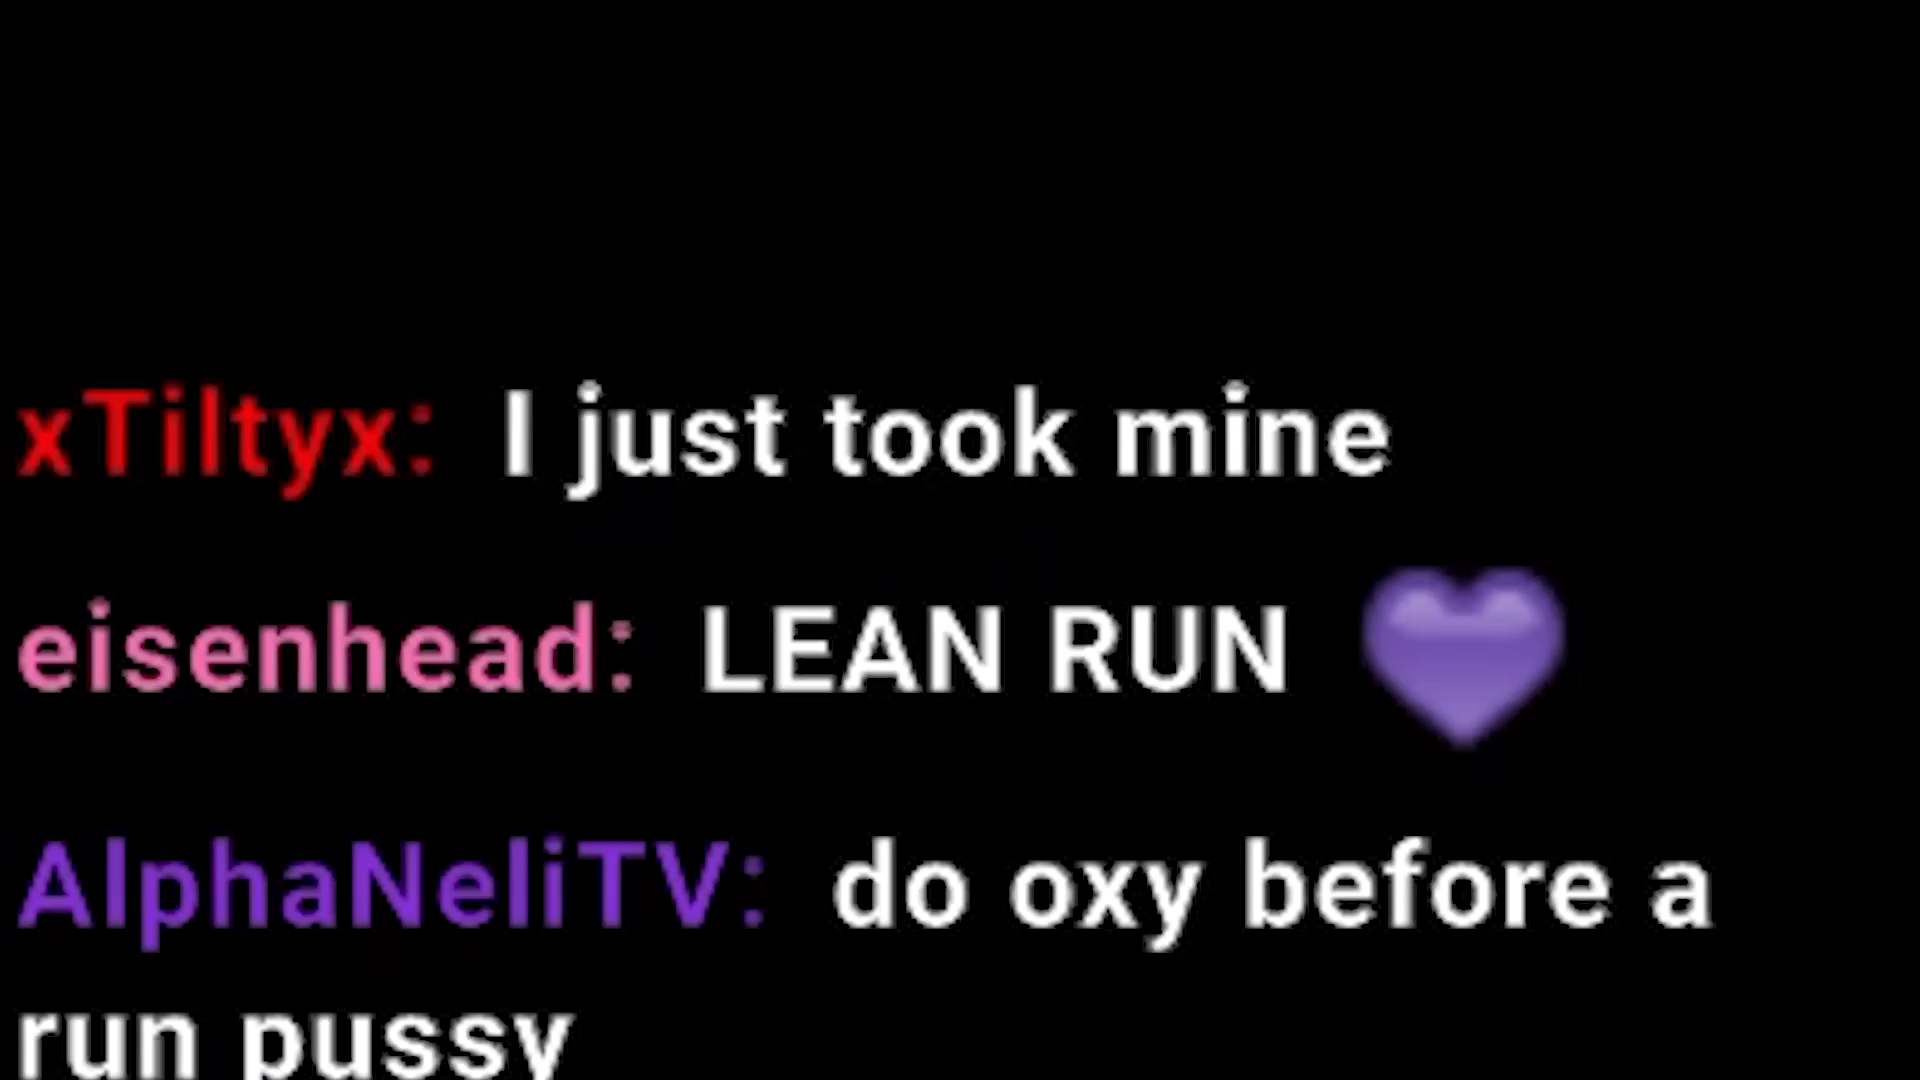 xTiltyx: I just took mine
eisenhead: LEAN RUN 💜
AlphaNeliTV: do oxy before a
run pussy